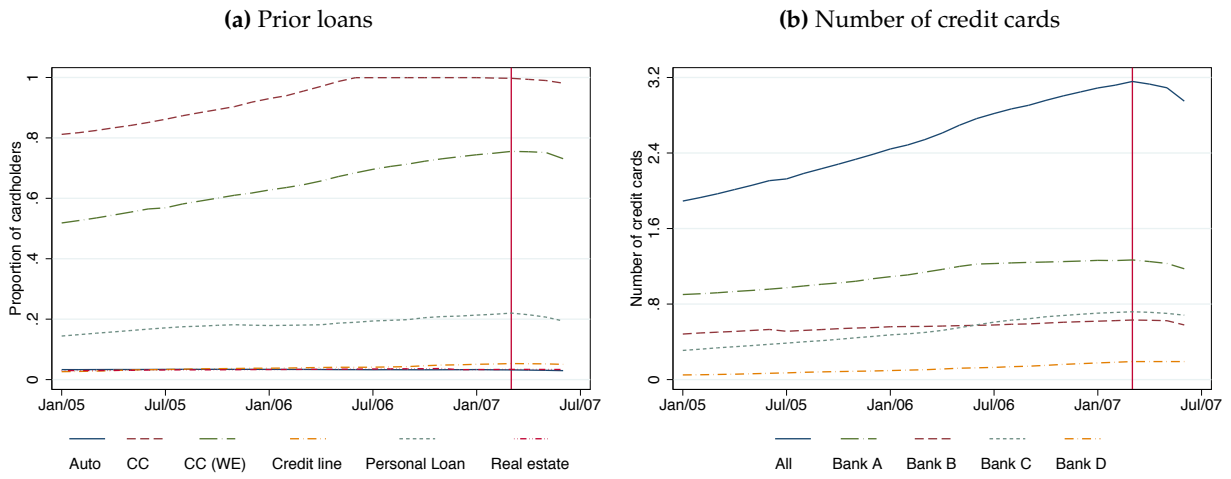 (a) Prior loans
Proportion of cardholders
1
.8
.6
.4
.2
0
Jan/05 Jul/05 Jan/06 Jul/06 Jan/07 Jul/07
Auto CC CC (WE) Credit line Personal Loan Real estate
(b) Number of credit cards
Number of credit cards
3.2
2.4
1.6
.8
0
Jan/05 Jul/05 Jan/06 Jul/06 Jan/07 Jul/07
All Bank A Bank B Bank C Bank D